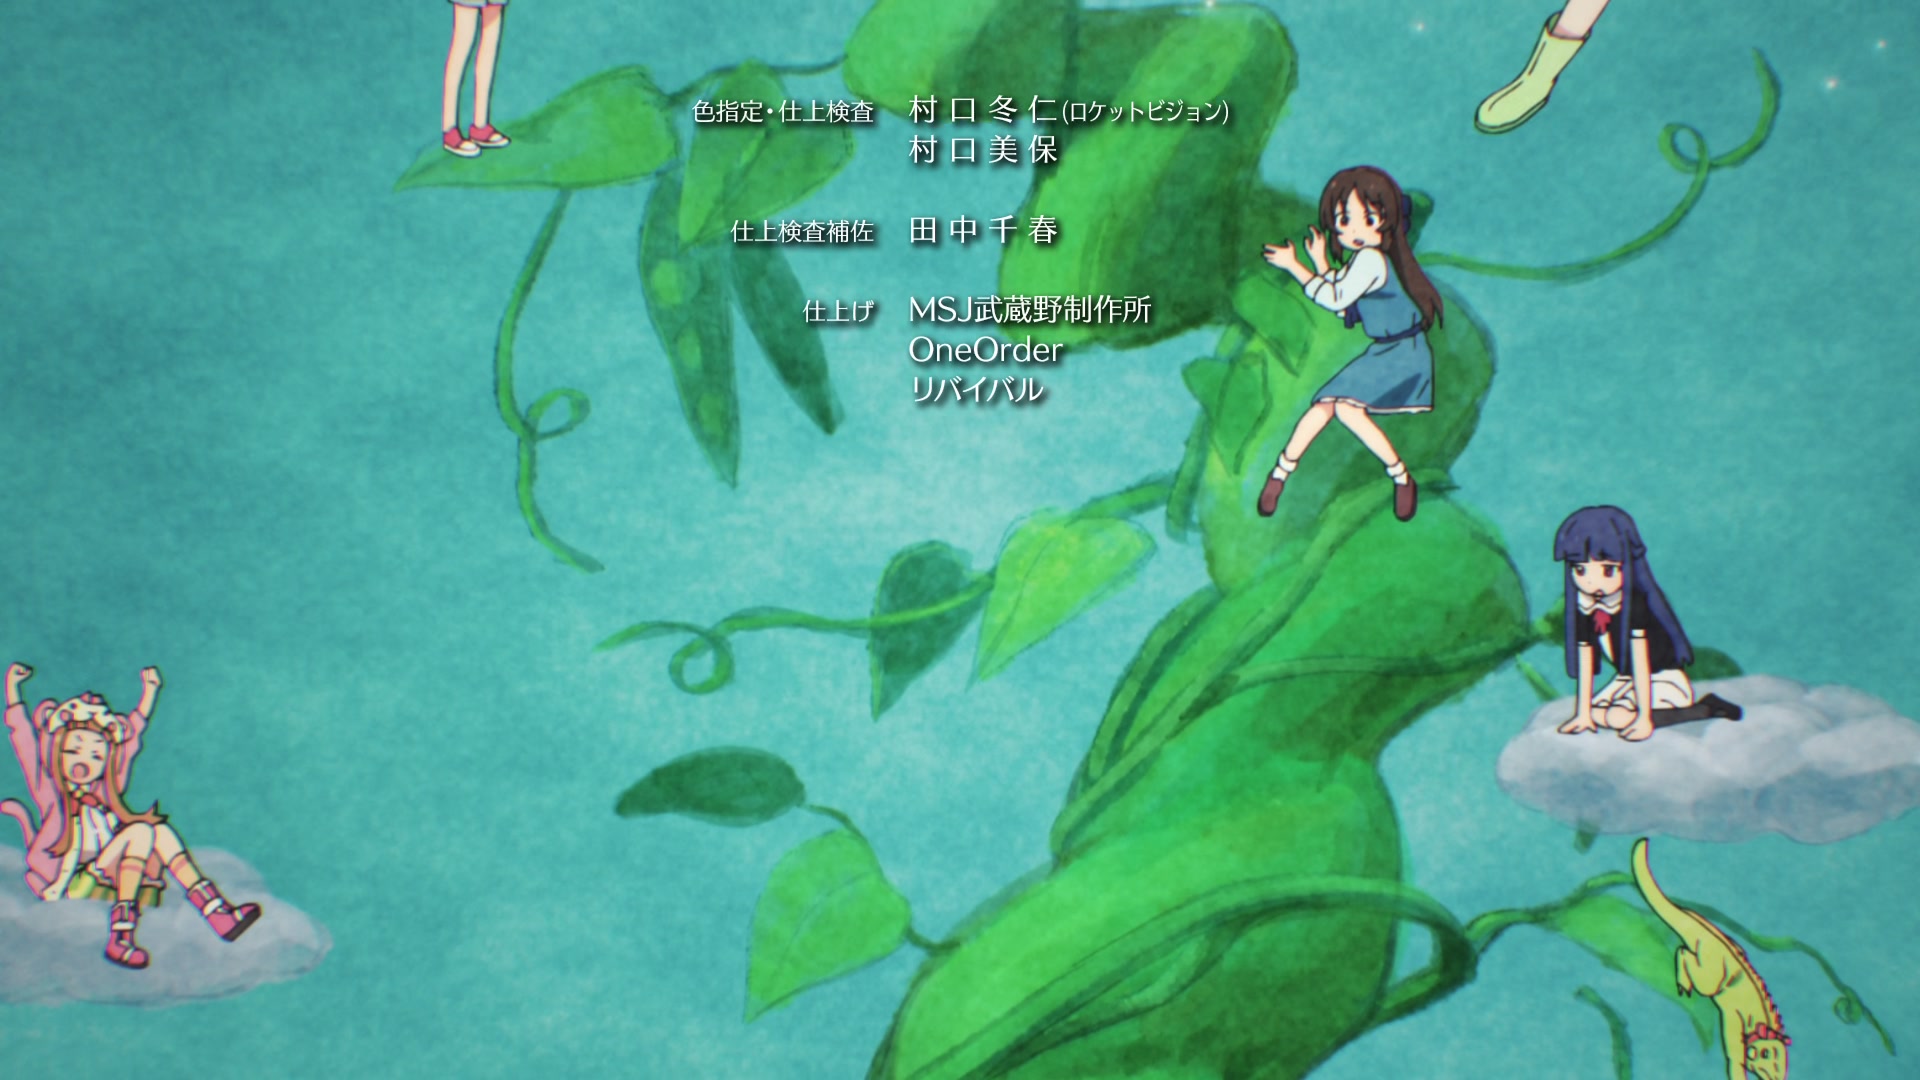 色指定・仕上検査 村口冬仁(ロケットビジョン)
村口美保
仕上検査補佐 田中千春
仕上げ MSJ武蔵野制作所
OneOrder
リバイバル